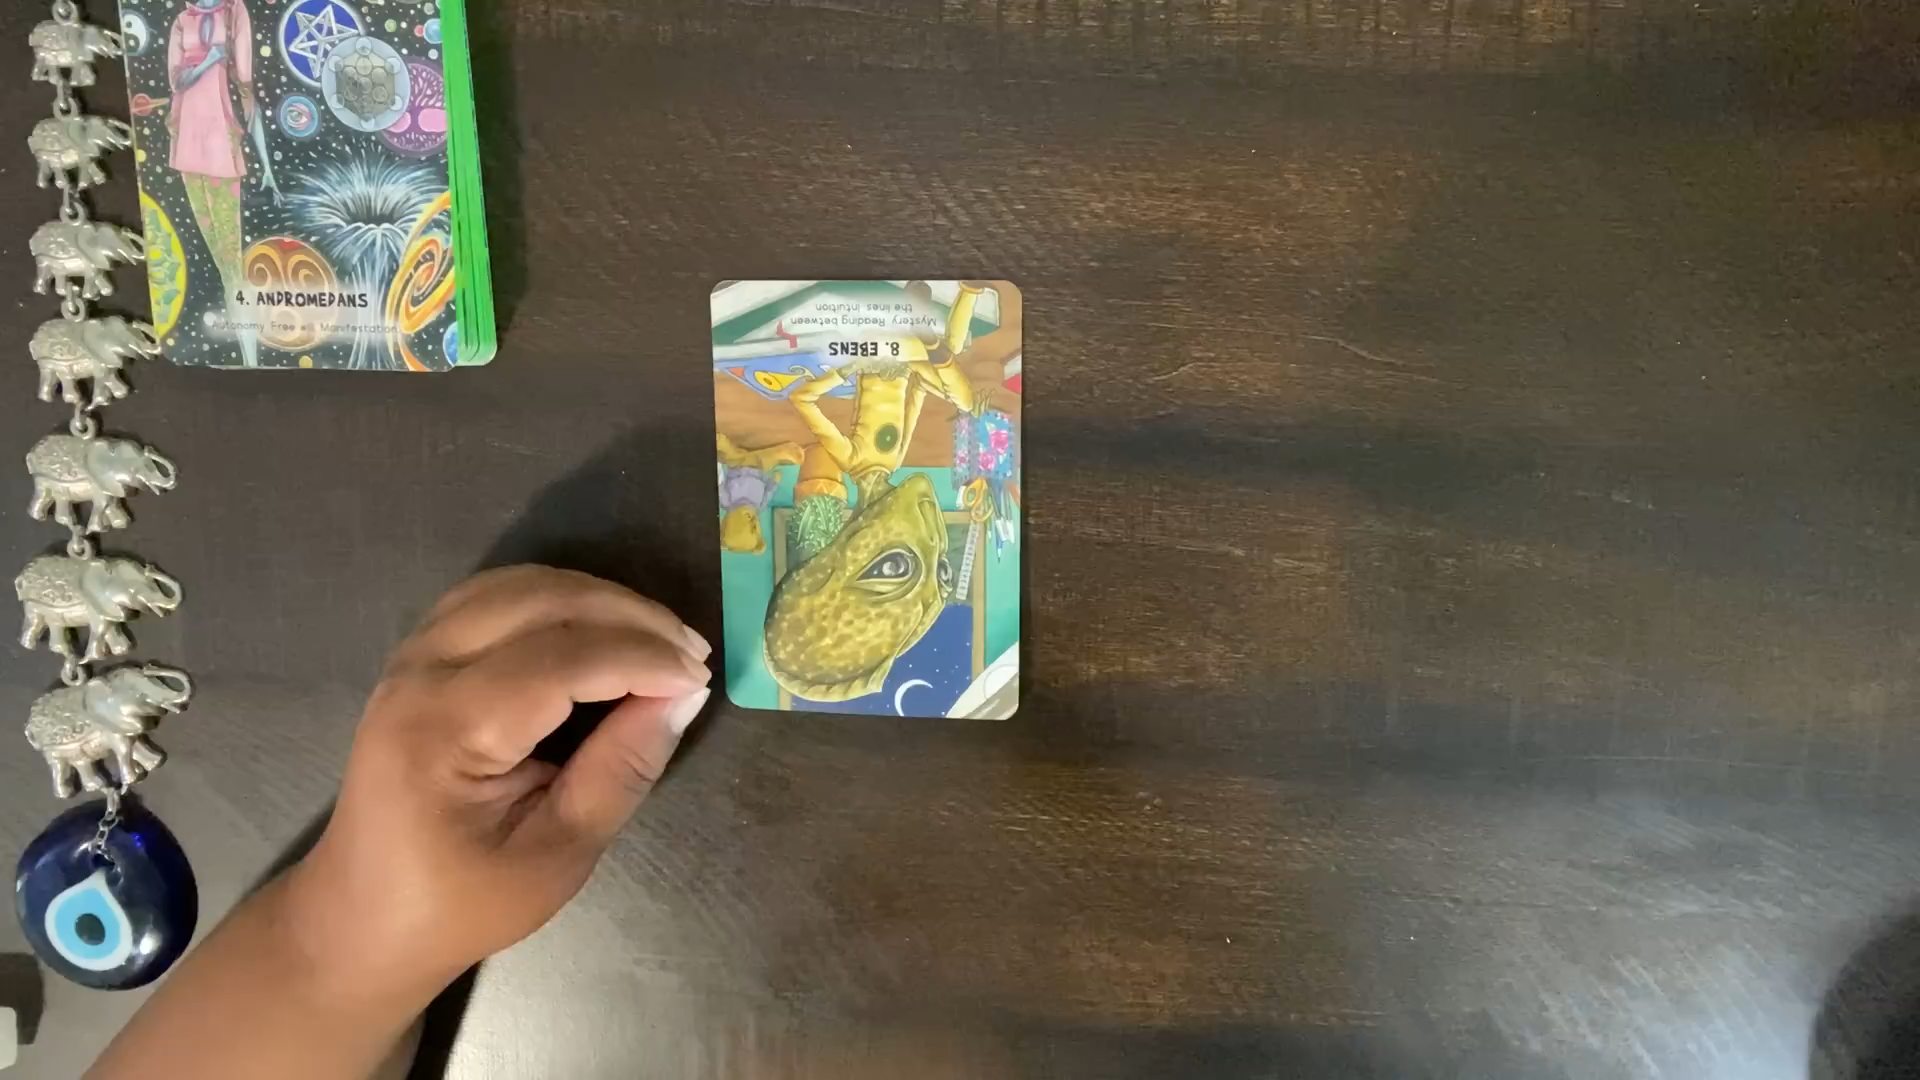 4. ANDROMEDANS
Autonomy Free will Manifestation
8. EBENS
Mystery Reading between
the lines Intuition